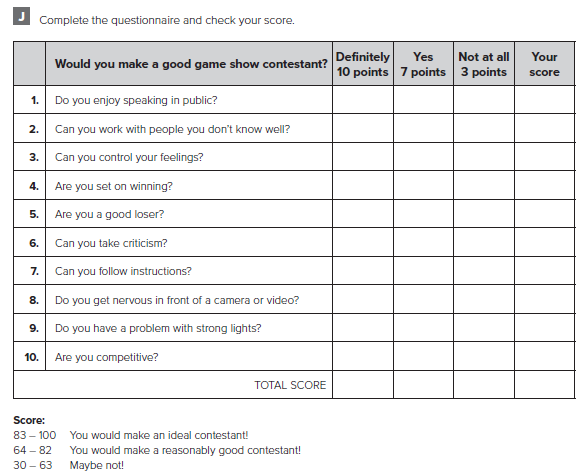 J Complete the questionnaire and check your score.
Would you make a good game show contestant? Definitely 10 points Yes 7 points Not at all 3 points Your score
1. Do you enjoy speaking in public?
2. Can you work with people you don't know well?
3. Can you control your feelings?
4. Are you set on winning?
5. Are you a good loser?
6. Can you take criticism?
7. Can you follow instructions?
8. Do you get nervous in front of a camera or video?
9. Do you have a problem with strong lights?
10. Are you competitive?
TOTAL SCORE
Score:
83 – 100 You would make an ideal contestant!
64 – 82 You would make a reasonably good contestant!
30 – 63 Maybe not!